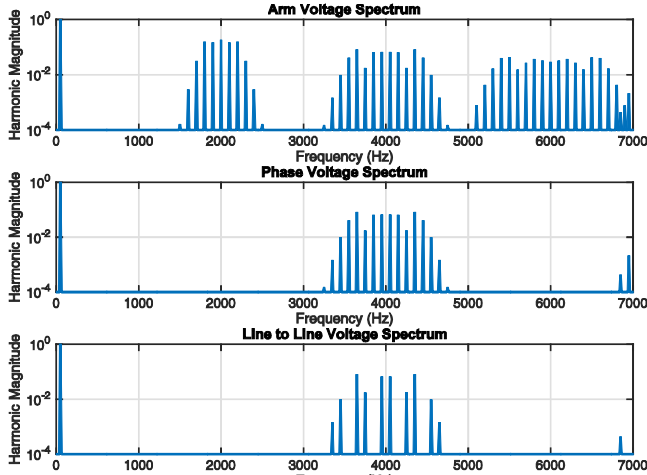 Arm Voltage Spectrum
Harmonic Magnitude
10^0
10^-2
10^-4
0 1000 2000 3000 4000 5000 6000 7000
Frequency (Hz)
Phase Voltage Spectrum
Harmonic Magnitude
10^0
10^-2
10^-4
0 1000 2000 3000 4000 5000 6000 7000
Frequency (Hz)
Line to Line Voltage Spectrum
Harmonic Magnitude
10^0
10^-2
10^-4
0 1000 2000 3000 4000 5000 6000 7000